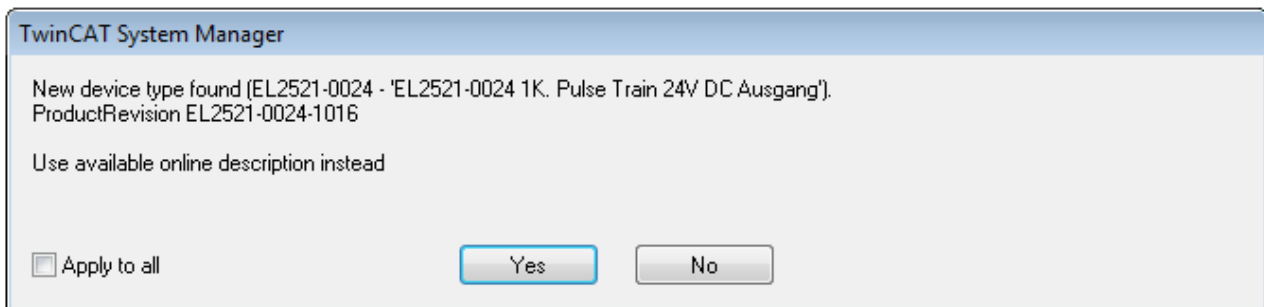 TwinCAT System Manager
New device type found (EL2521-0024 - 'EL2521-0024 1K. Pulse Train 24V DC Ausgang').
ProductRevision EL2521-0024-1016
Use available online description instead
Apply to all
Yes
No